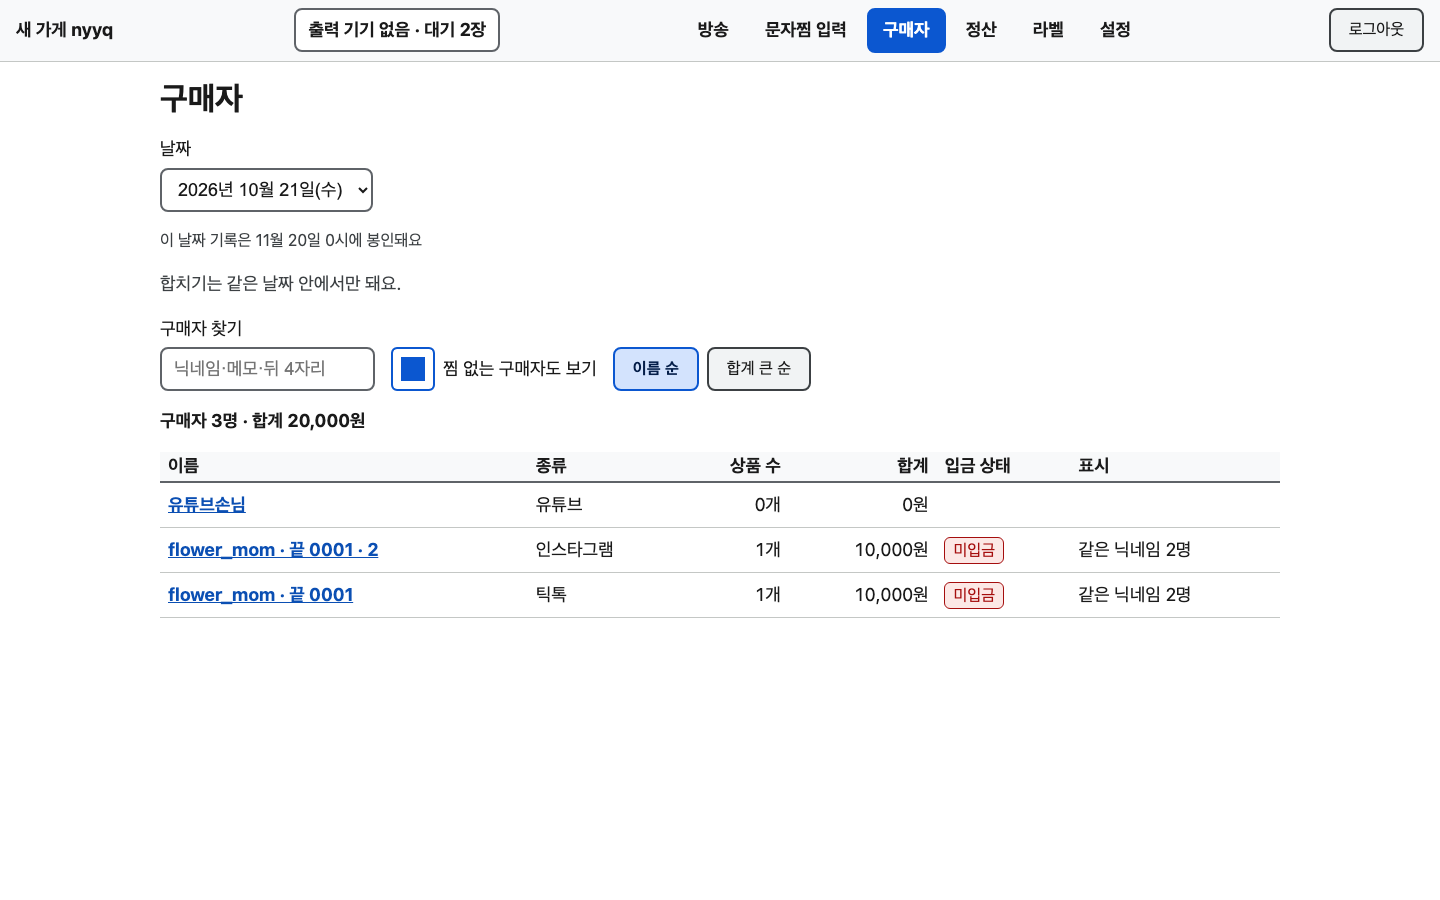 새 가게 nyyq
출력 기기 없음 · 대기 2장
방송 문자찜 입력 구매자 정산 라벨 설정
로그아웃
구매자
날짜
2026년 10월 21일(수)
이 날짜 기록은 11월 20일 0시에 봉인돼요
합치기는 같은 날짜 안에서만 돼요.
구매자 찾기
닉네임·메모·뒤 4자리 찜 없는 구매자도 보기 이름 순 합계 큰 순
구매자 3명 · 합계 20,000원
이름 종류 상품 수 합계 입금 상태 표시
유튜브손님 유튜브 0개 0원
flower_mom · 끝 0001 · 2 인스타그램 1개 10,000원 미입금 같은 닉네임 2명
flower_mom · 끝 0001 틱톡 1개 10,000원 미입금 같은 닉네임 2명